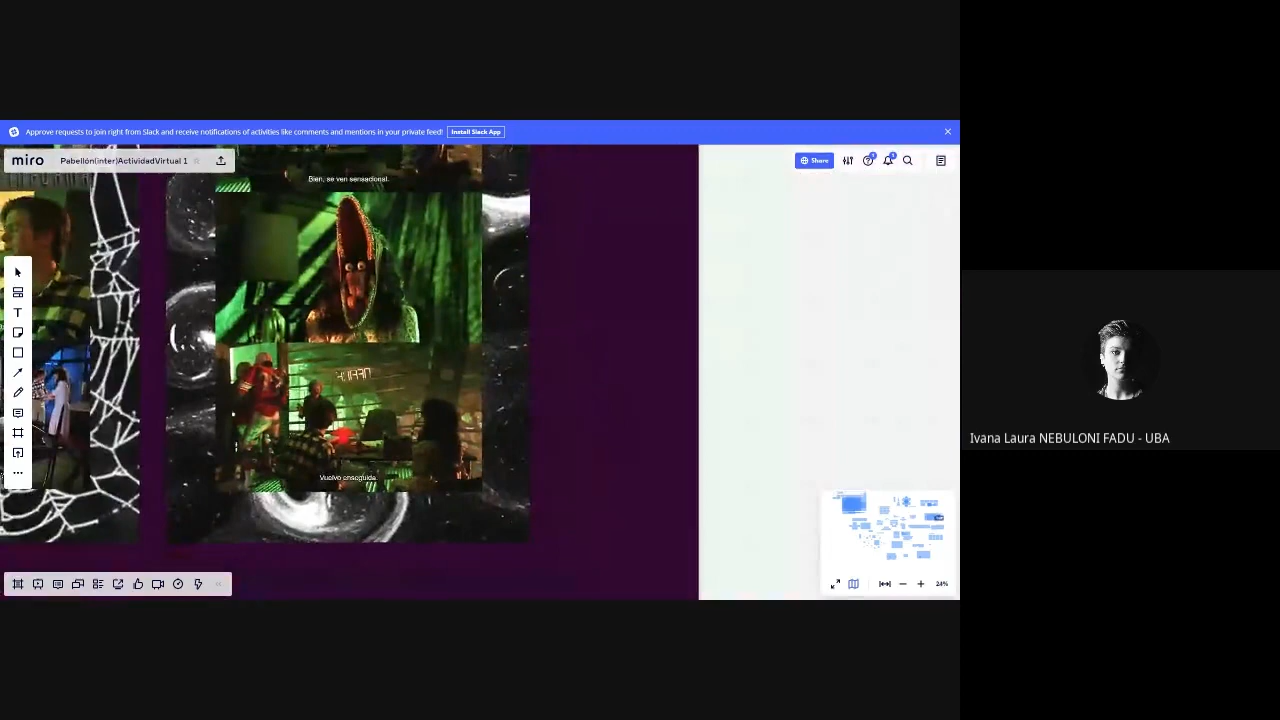 Approve requests to join right from Slack and receive notifications of activities like comments and mentions in your private feed! Install Slack App
miro Pabellón(inter)ActividadVirtual 1
Share
Bien, se ven sensacional.
Vuelvo enseguida.
Ivana Laura NEBULONI FADU - UBA
24%